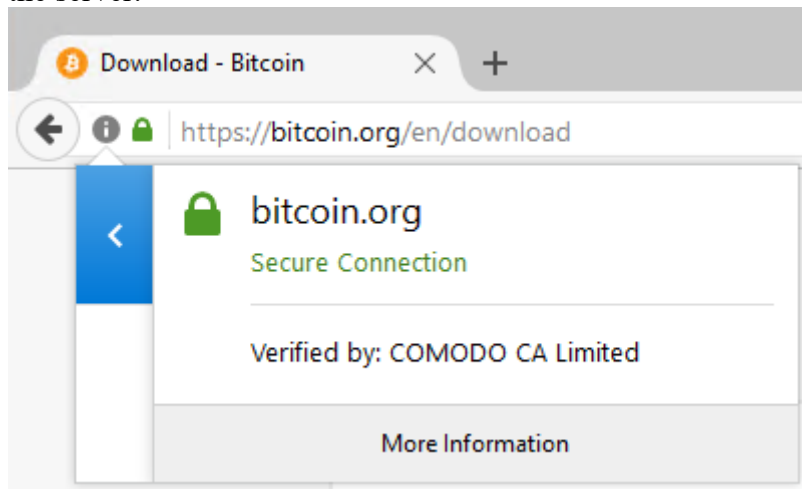 Download - Bitcoin
https://bitcoin.org/en/download
bitcoin.org
Secure Connection
Verified by: COMODO CA Limited
More Information